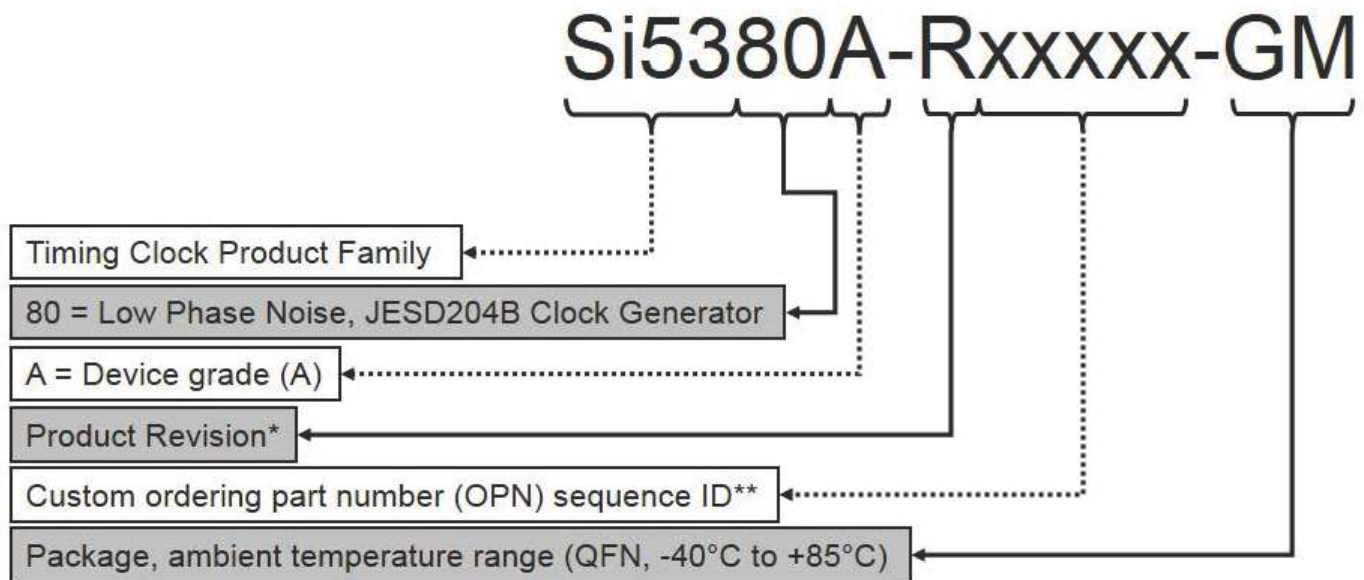 Si5380A-Rxxxxx-GM
Timing Clock Product Family
80 = Low Phase Noise, JESD204B Clock Generator
A = Device grade (A)
Product Revision*
Custom ordering part number (OPN) sequence ID**
Package, ambient temperature range (QFN, -40°C to +85°C)